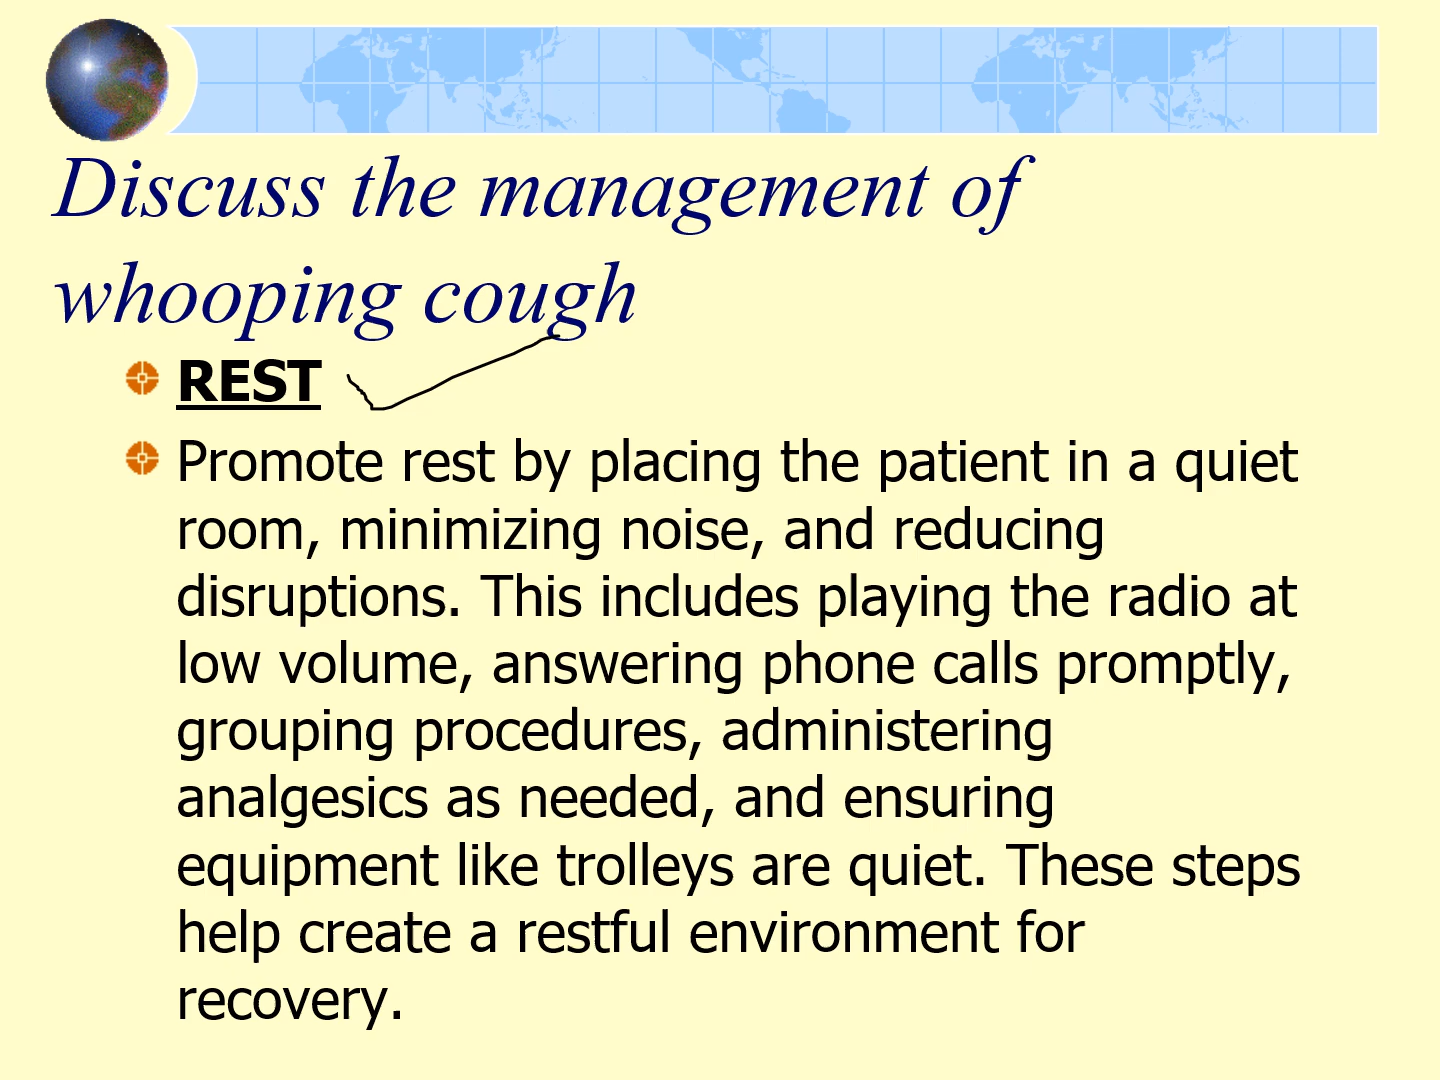 Discuss the management of
whooping cough
REST
Promote rest by placing the patient in a quiet
room, minimizing noise, and reducing
disruptions. This includes playing the radio at
low volume, answering phone calls promptly,
grouping procedures, administering
analgesics as needed, and ensuring
equipment like trolleys are quiet. These steps
help create a restful environment for
recovery.